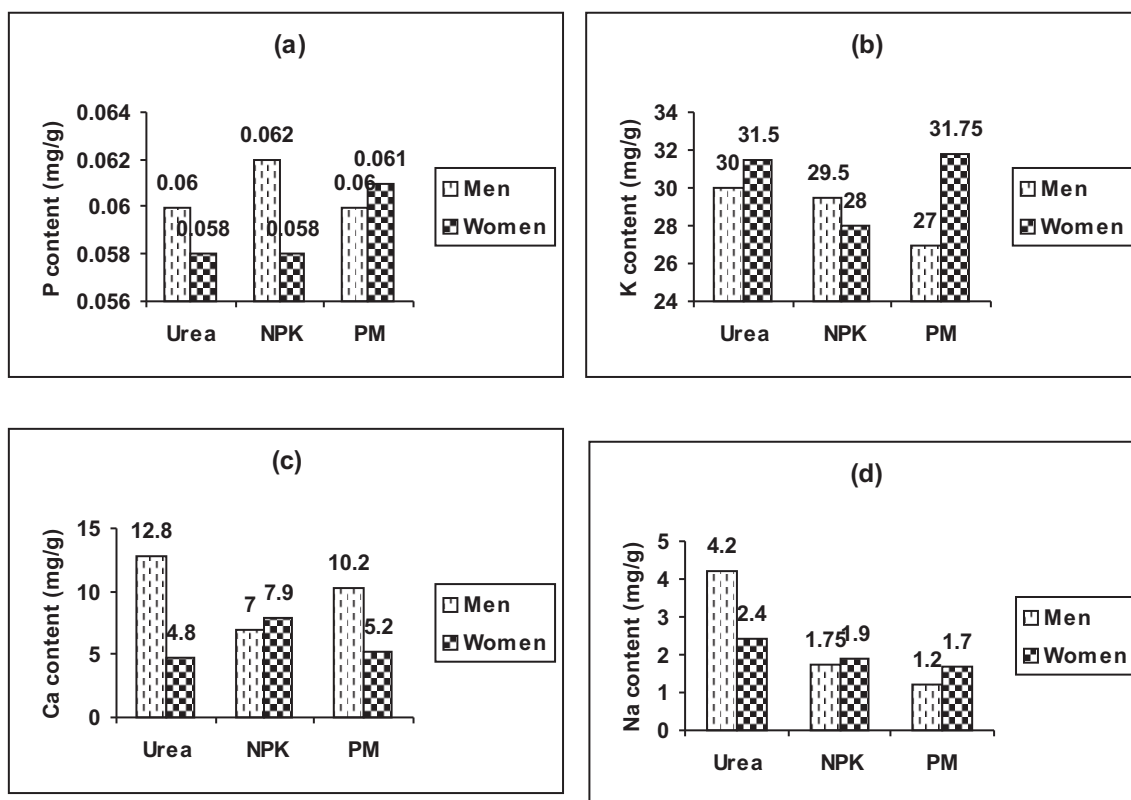 (a)
P content (mg/g)
0.064
0.062
0.06
0.058
0.056
0.06
0.058
0.062
0.058
0.06
0.061
Urea NPK PM
Men
Women
(b)
K content (mg/g)
34
32
30
28
26
24
30
31.5
29.5
28
27
31.75
Urea NPK PM
Men
Women
(c)
Ca content (mg/g)
15
10
5
0
12.8
4.8
7
7.9
10.2
5.2
Urea NPK PM
Men
Women
(d)
Na content (mg/g)
5
4
3
2
1
0
4.2
2.4
1.75
1.9
1.2
1.7
Urea NPK PM
Men
Women